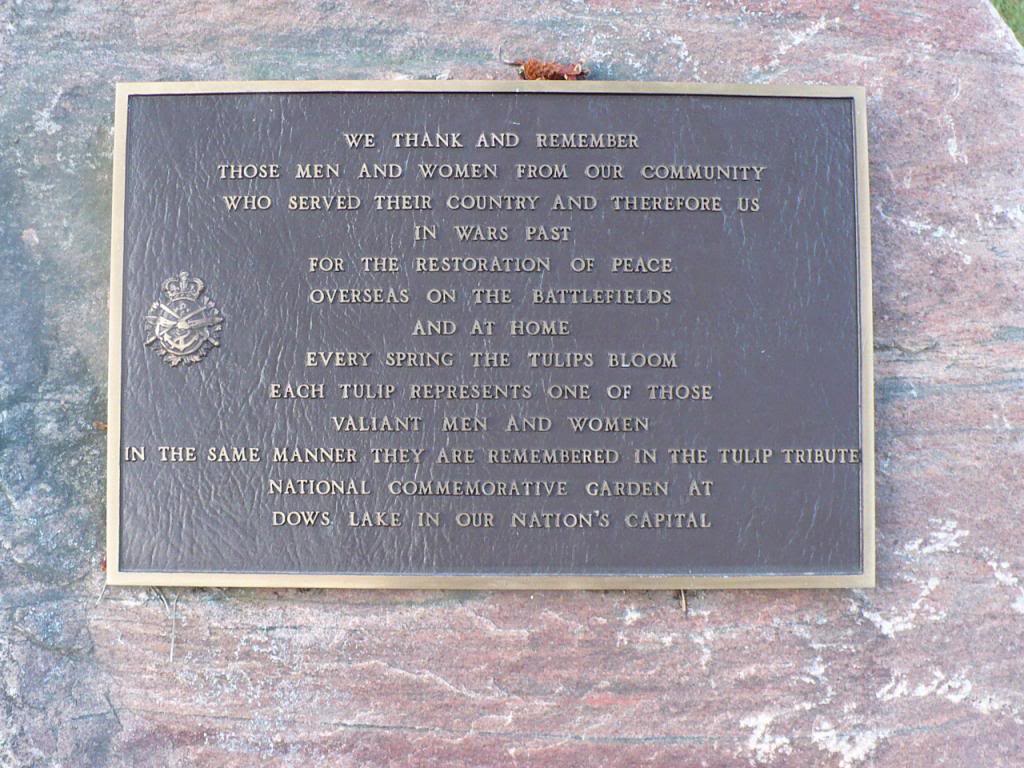 WE THANK AND REMEMBER
THOSE MEN AND WOMEN FROM OUR COMMUNITY
WHO SERVED THEIR COUNTRY AND THEREFORE US
IN WARS PAST
FOR THE RESTORATION OF PEACE
OVERSEAS ON THE BATTLEFIELDS
AND AT HOME
EVERY SPRING THE TULIPS BLOOM
EACH TULIP REPRESENTS ONE OF THOSE
VALIANT MEN AND WOMEN
IN THE SAME MANNER THEY ARE REMEMBERED IN THE TULIP TRIBUTE
NATIONAL COMMEMORATIVE GARDEN AT
DOWS LAKE IN OUR NATION'S CAPITAL